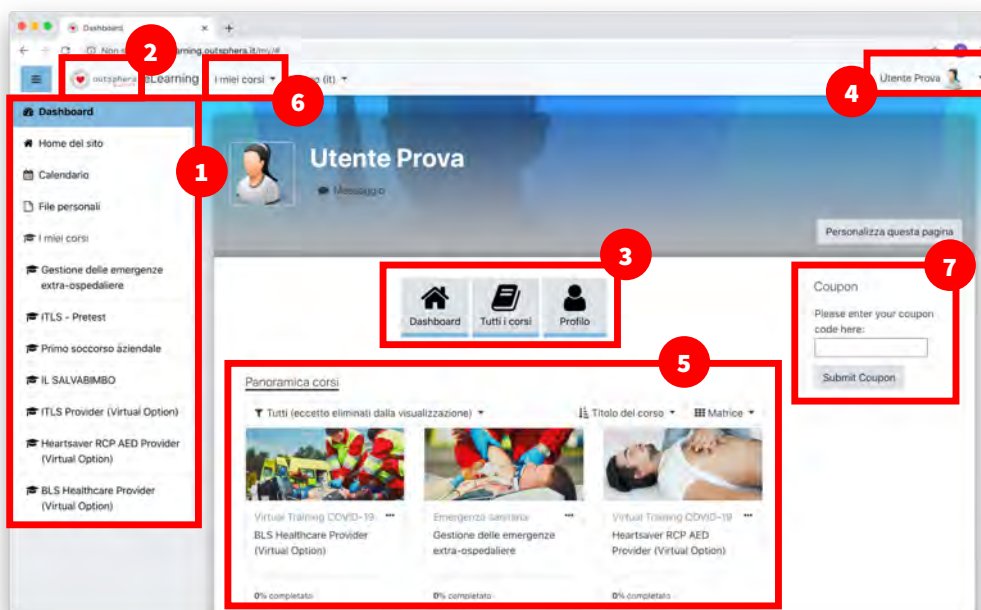 Dashboard
Non s
rning.outsphera.it/my/#
2
outsphera eLearning
I miei corsi
(it)
Utente Prova
4
6
Dashboard
Home del sito
Calendario
File personali
I miei corsi
Gestione delle emergenze
extra-ospedaliere
ITLS - Pretest
Primo soccorso aziendale
IL SALVABIMBO
ITLS Provider (Virtual Option)
Heartsaver RCP AED Provider
(Virtual Option)
BLS Healthcare Provider
(Virtual Option)
1
Utente Prova
Messaggio
Personalizza questa pagina
3
Dashboard
Tutti i corsi
Profilo
7
Coupon
Please enter your coupon
code here:
Submit Coupon
5
Panoramica corsi
Tutti (eccetto eliminati dalla visualizzazione)
Titolo del corso
Matrice
Virtual Training COVID-19
BLS Healthcare Provider
(Virtual Option)
0% completato
Emergenza sanitaria
Gestione delle emergenze
extra-ospedaliere
0% completato
Virtual Training COVID-19
Heartsaver RCP AED
Provider (Virtual Option)
0% completato